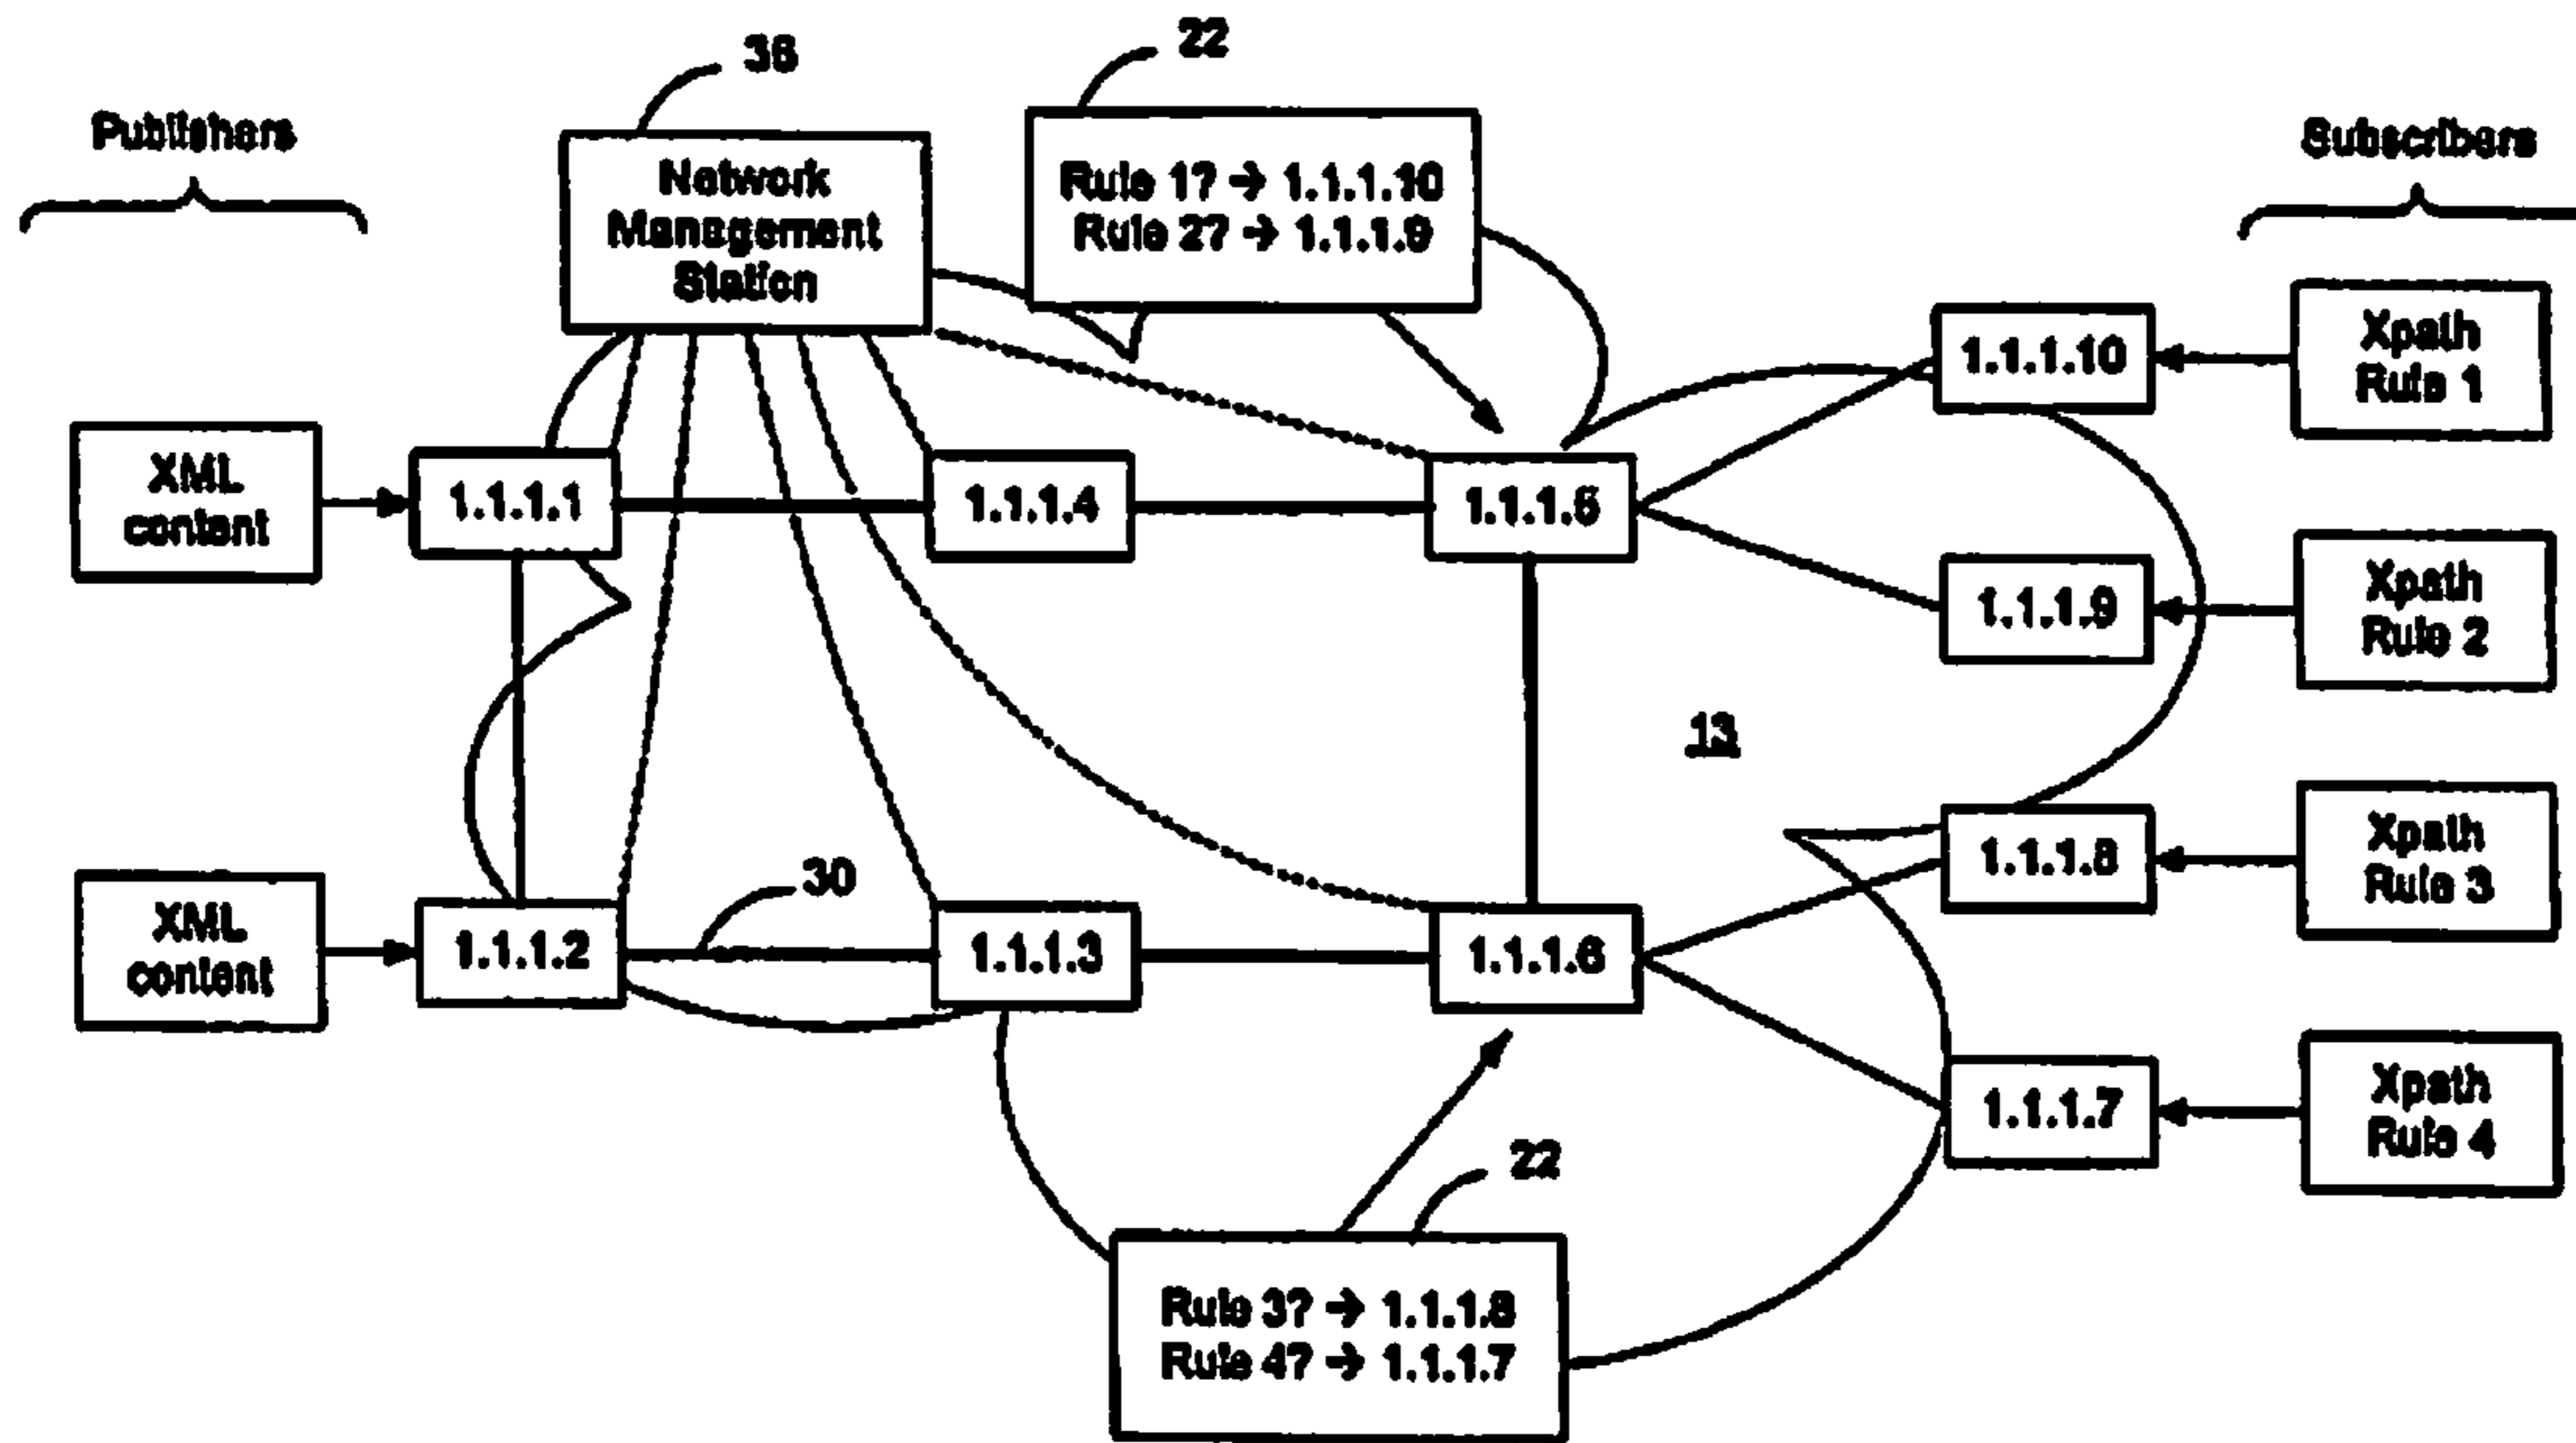 36
22
Publishers
Subscribers
Network
Management
Station
Rule 1? → 1.1.1.10
Rule 2? → 1.1.1.9
1.1.1.10
Xpath
Rule 1
XML
content
1.1.1.1
1.1.1.4
1.1.1.5
1.1.1.9
Xpath
Rule 2
13
1.1.1.8
Xpath
Rule 3
30
XML
content
1.1.1.2
1.1.1.3
1.1.1.6
1.1.1.7
Xpath
Rule 4
22
Rule 3? → 1.1.1.8
Rule 4? → 1.1.1.7